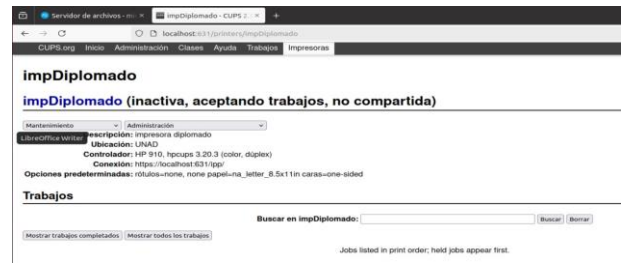 Servidor de archivos - m
impDiplomado - CUPS 2.
localhost:631/printers/impDiplomado
CUPS.org Inicio Administración Clases Ayuda Trabajos Impresoras
impDiplomado
impDiplomado (inactiva, aceptando trabajos, no compartida)
Mantenimiento Administración
LibreOffice Writer
Descripción: impresora diplomado
Ubicación: UNAD
Controlador: HP 910, hpcups 3.20.3 (color, dúplex)
Conexión: https://localhost:631/ipp/
Opciones predeterminadas: rótulos=none, none papel=na_letter_8.5x11in caras=one-sided
Trabajos
Buscar en impDiplomado: Buscar Borrar
Mostrar trabajos completados Mostrar todos los trabajos
Jobs listed in print order; held jobs appear first.